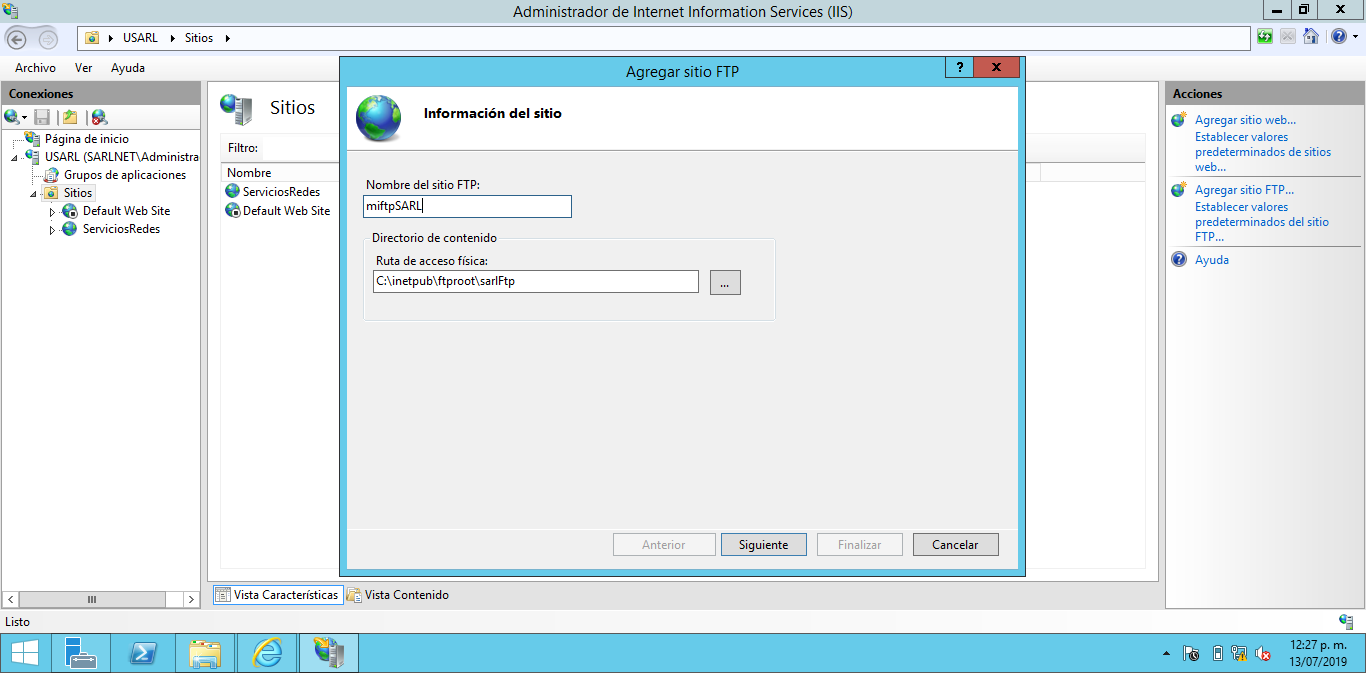 Administrador de Internet Information Services (IIS)
USARL
Sitios
Archivo
Ver
Ayuda
Conexiones
Página de inicio
USARL (SARLNET\Administra
Grupos de aplicaciones
Sitios
Default Web Site
ServiciosRedes
Sitios
Filtro:
Nombre
ServiciosRedes
Default Web Site
Agregar sitio FTP
?
X
Información del sitio
Nombre del sitio FTP:
miftpSARL
Directorio de contenido
Ruta de acceso física:
C:\inetpub\ftproot\sarlFtp
...
Anterior
Siguiente
Finalizar
Cancelar
Acciones
Agregar sitio web...
Establecer valores
predeterminados de sitios
web...
Agregar sitio FTP...
Establecer valores
predeterminados del sitio
FTP...
Ayuda
Vista Características
Vista Contenido
Listo
12:27 p. m.
13/07/2019